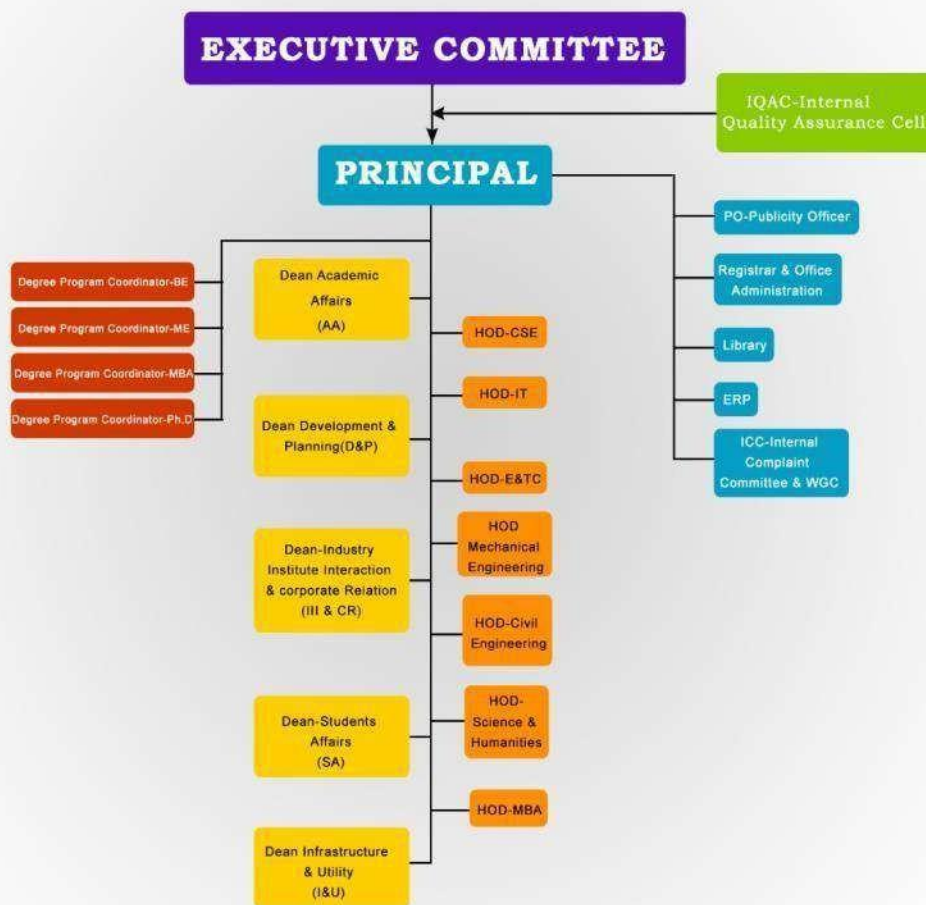 EXECUTIVE COMMITTEE
IQAC-Internal
Quality Assurance Cell
PRINCIPAL
PO-Publicity Officer
Registrar & Office
Administration
Library
ERP
ICC-Internal
Complaint
Committee & WGC
Degree Program Coordinator-BE
Degree Program Coordinator-ME
Degree Program Coordinator-MBA
Degree Program Coordinator-Ph.D
Dean Academic
Affairs
(AA)
Dean Development &
Planning(D&P)
Dean-Industry
Institute Interaction
& corporate Relation
(III & CR)
Dean-Students
Affairs
(SA)
Dean Infrastructure
& Utility
(I&U)
HOD-CSE
HOD-IT
HOD-E&TC
HOD
Mechanical
Engineering
HOD-Civil
Engineering
HOD-
Science &
Humanities
HOD-MBA